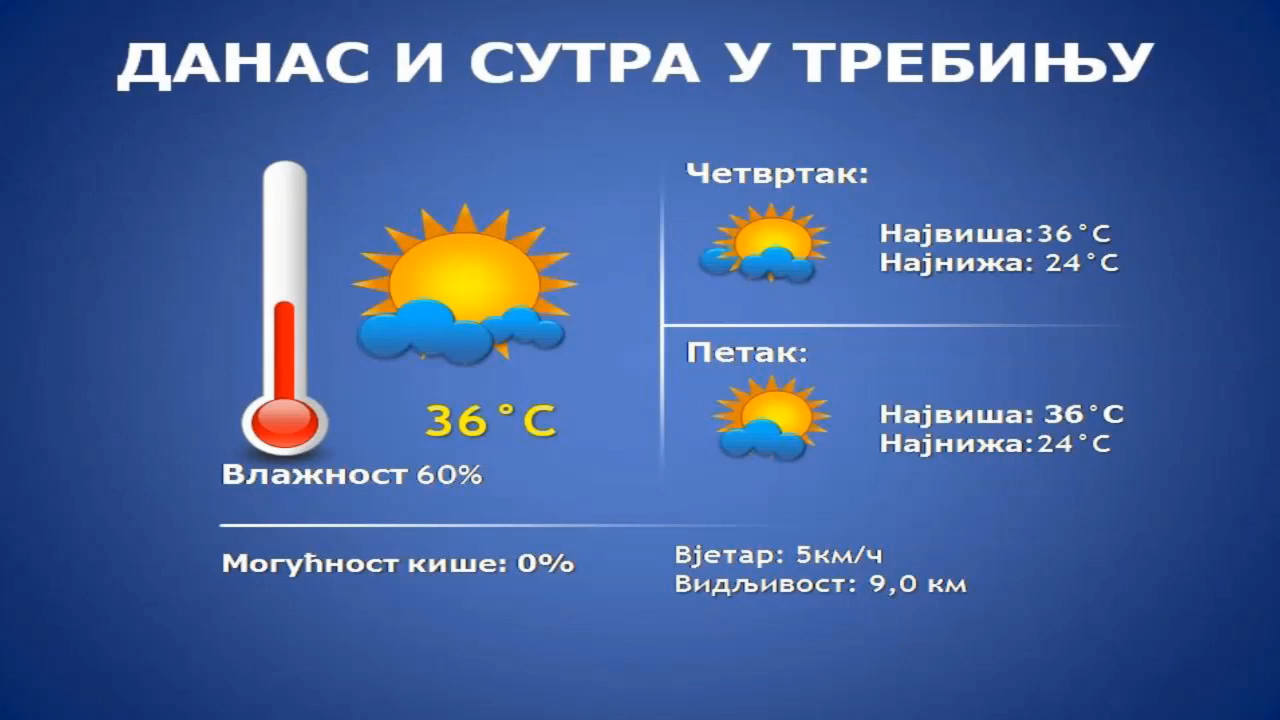 ДАНАС И СУТРА У ТРЕБИЊУ
36°C
Влажност 60%
Четвртак:
Највиша:36°C
Најнижа: 24°C
Петак:
Највиша: 36°C
Најнижа:24°C
Могућност кише: 0%
Вјетар: 5км/ч
Видљивост: 9,0 км